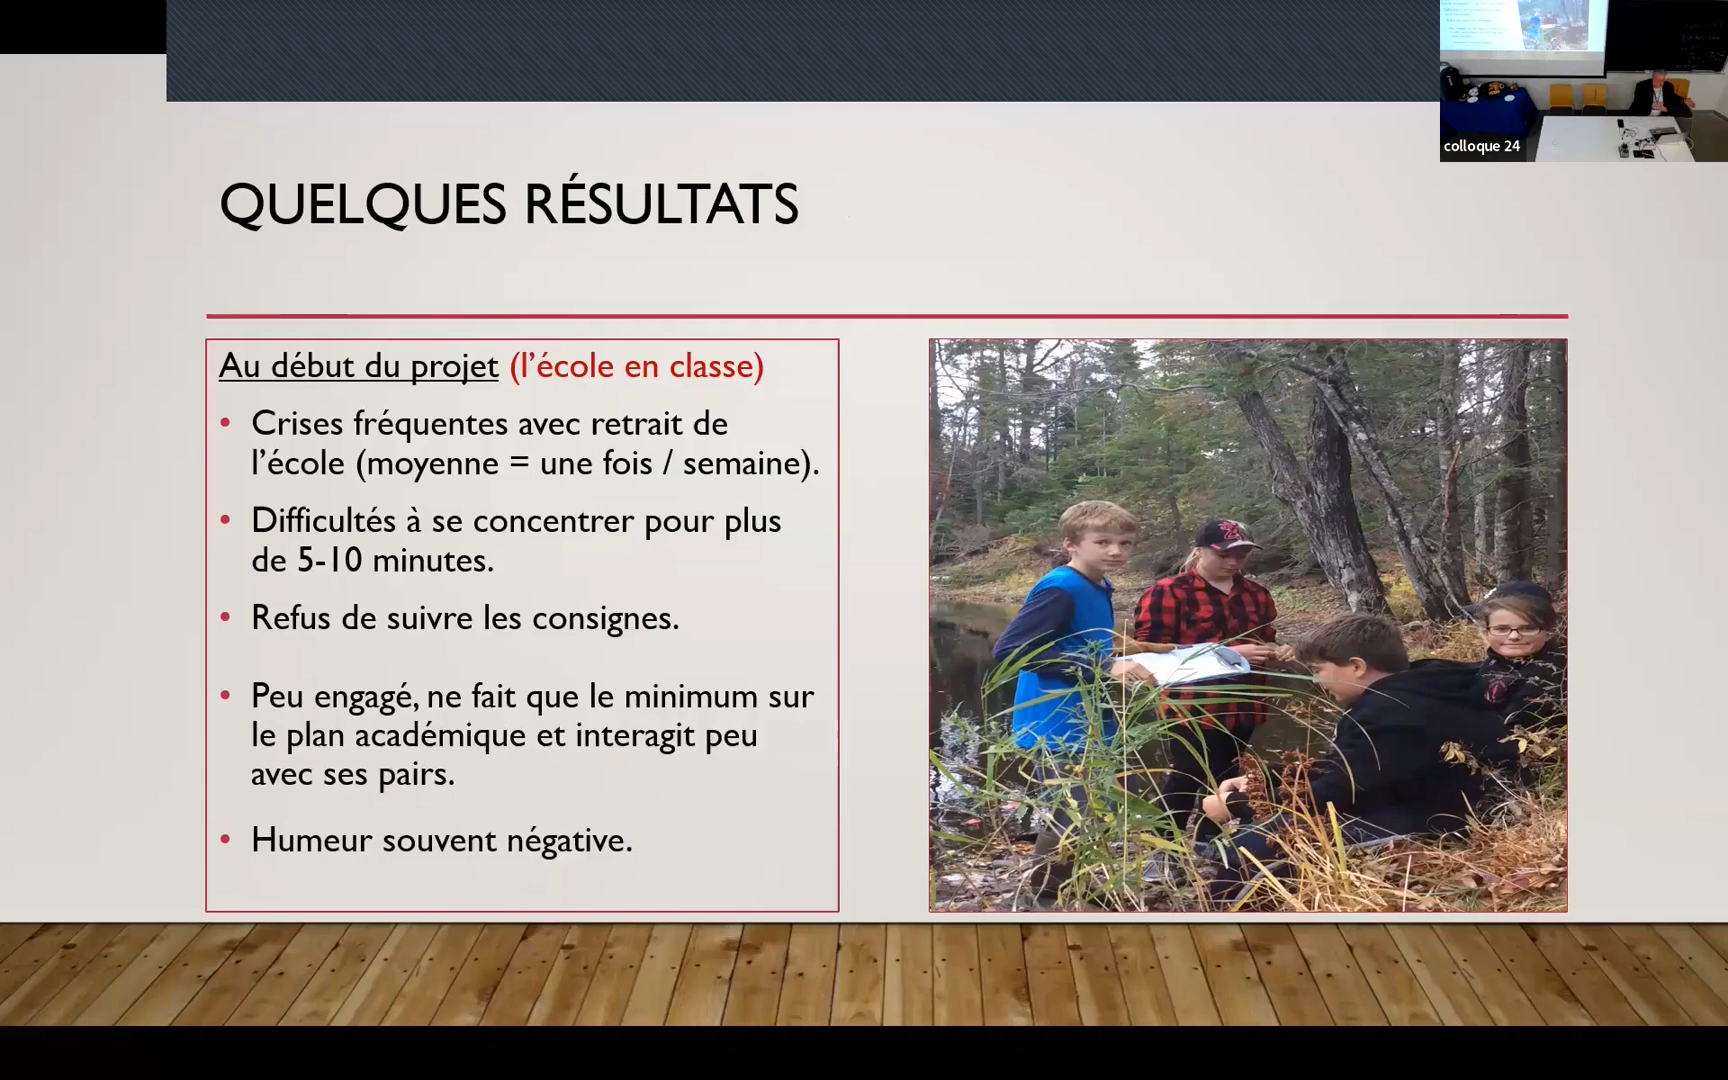 colloque 24
QUELQUES RÉSULTATS
Au début du projet (l'école en classe)
• Crises fréquentes avec retrait de
l'école (moyenne = une fois / semaine).
• Difficultés à se concentrer pour plus
de 5-10 minutes.
• Refus de suivre les consignes.
• Peu engagé, ne fait que le minimum sur
le plan académique et interagit peu
avec ses pairs.
• Humeur souvent négative.